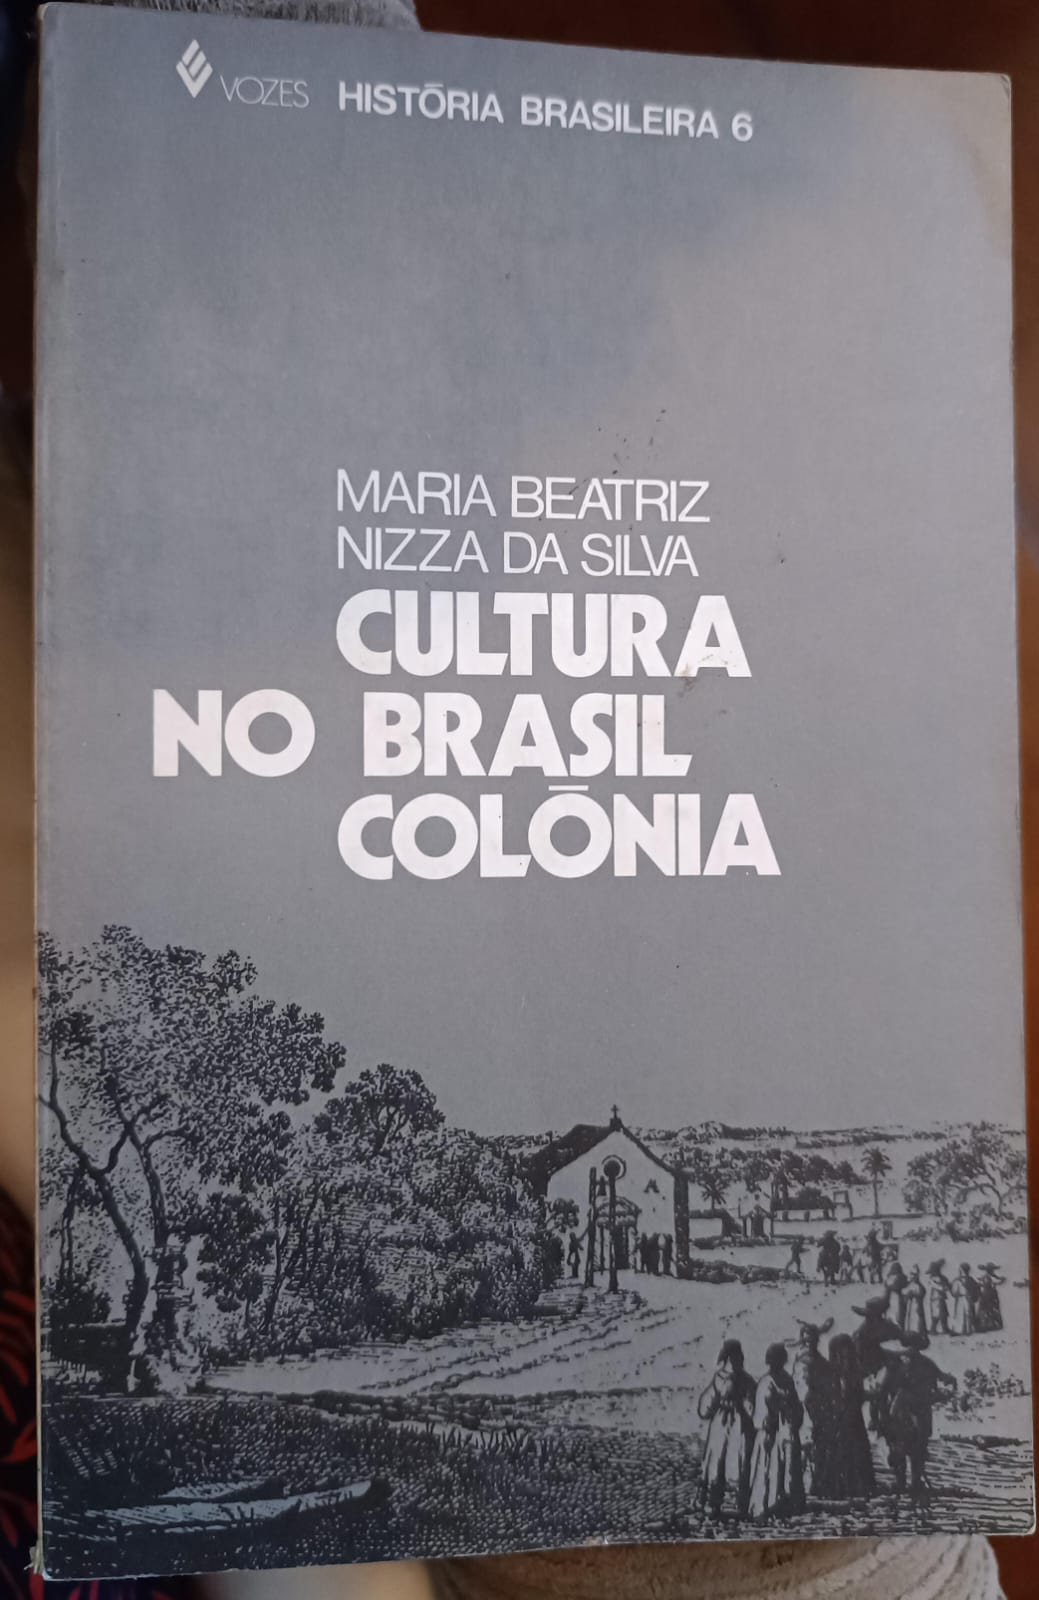 VOZES HISTÓRIA BRASILEIRA 6
MARIA BEATRIZ
NIZZA DA SILVA
CULTURA
NO BRASIL
COLÔNIA